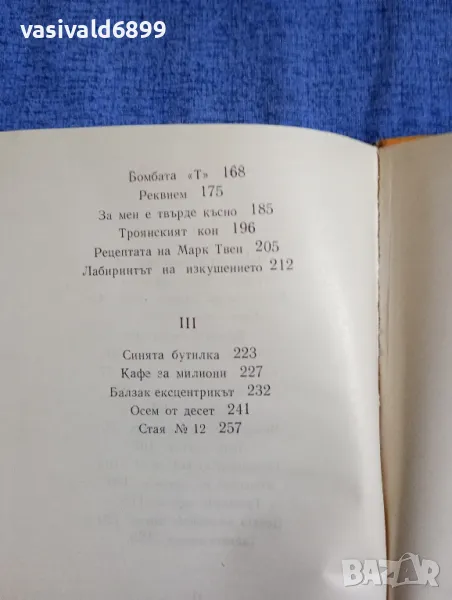 vasivald6899
Бомбата «Т» 168
Реквием 175
За мен е твърде късно 185
Троянският кон 196
Рецептата на Марк Твен 205
Лабиринтът на изкушението 212
III
Синята бутилка 223
Кафе за милиони 227
Балзак ексцентрикът 232
Осем от десет 241
Стая № 12 257
BAZAR